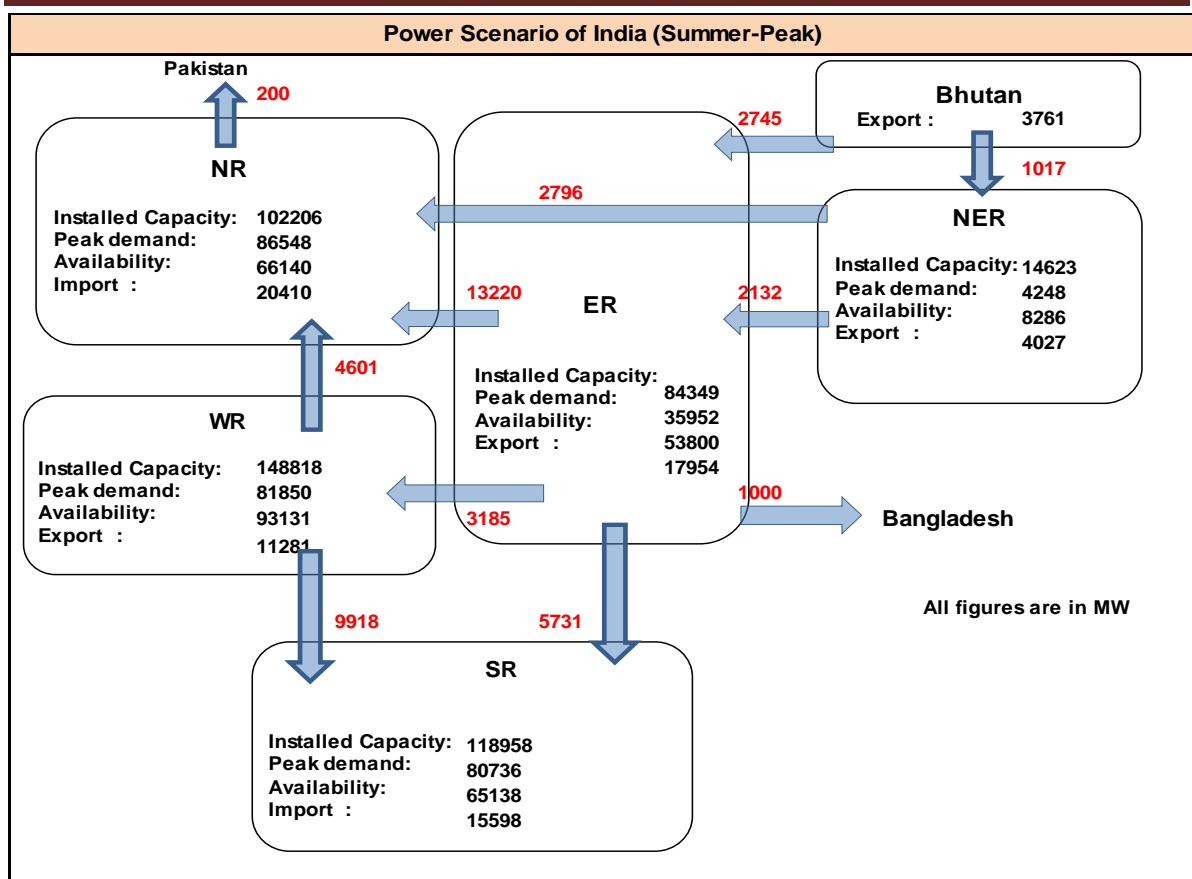 Power Scenario of India (Summer-Peak)
Pakistan
200
Bhutan
Export : 3761
2745
1017
NR
Installed Capacity: 102206
Peak demand: 86548
Availability: 66140
Import : 20410
2796
NER
Installed Capacity: 14623
Peak demand: 4248
Availability: 8286
Export : 4027
13220
ER
2132
4601
Installed Capacity: 84349
Peak demand: 35952
Availability: 53800
Export : 17954
WR
Installed Capacity: 148818
Peak demand: 81850
Availability: 93131
Export : 11281
3185
1000
Bangladesh
All figures are in MW
9918
5731
SR
Installed Capacity: 118958
Peak demand: 80736
Availability: 65138
Import : 15598